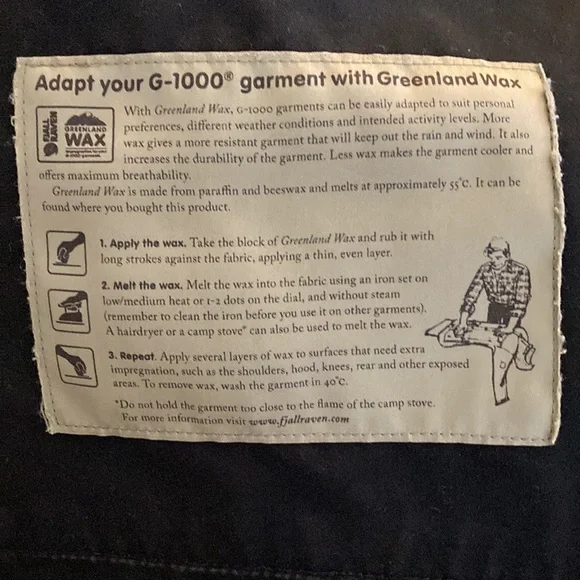 Adapt your G-1000® garment with Greenland Wax
FJÄLL
RÄVEN
GREENLAND
WAX
With Greenland Wax, G-1000 garments can be easily adapted to suit personal
preferences, different weather conditions and intended activity levels. More
wax gives a more resistant garment that will keep out the rain and wind. It also
increases the durability of the garment. Less wax makes the garment cooler and
offers maximum breathability.
Greenland Wax is made from paraffin and beeswax and melts at approximately 55°C. It can be
found where you bought this product.
1. Apply the wax. Take the block of Greenland Wax and rub it with
long strokes against the fabric, applying a thin, even layer.
2. Melt the wax. Melt the wax into the fabric using an iron set on
low/medium heat or 1-2 dots on the dial, and without steam
(remember to clean the iron before you use it on other garments).
A hairdryer or a camp stove* can also be used to melt the wax.
3. Repeat. Apply several layers of wax to surfaces that need extra
impregnation, such as the shoulders, hood, knees, rear and other exposed
areas. To remove wax, wash the garment in 40°C.
*Do not hold the garment too close to the flame of the camp stove.
For more information visit www.fjallraven.com